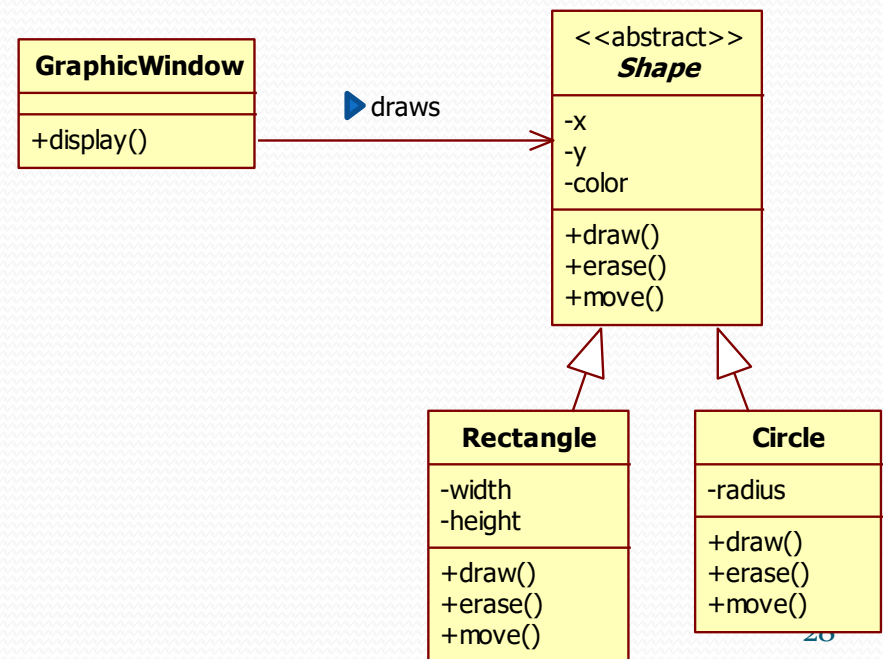 GraphicWindow
+display()
draws
<<abstract>>
Shape
-x
-y
-color
+draw()
+erase()
+move()
Rectangle
-width
-height
+draw()
+erase()
+move()
Circle
-radius
+draw()
+erase()
+move()